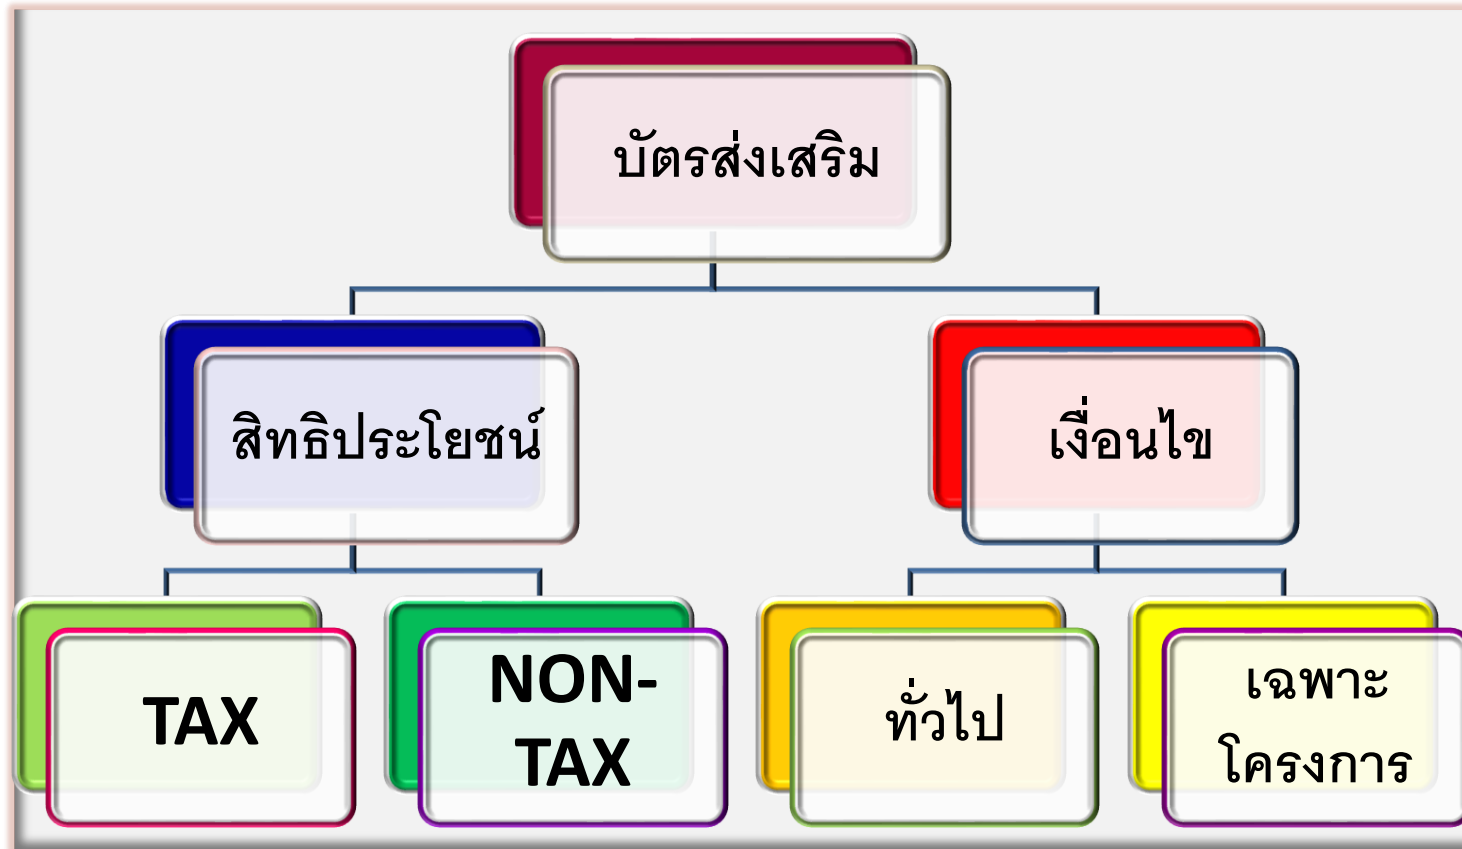 บัตรส่งเสริม
สิทธิประโยชน์
เงื่อนไข
TAX
NON-
TAX
ทั่วไป
เฉพาะ
โครงการ